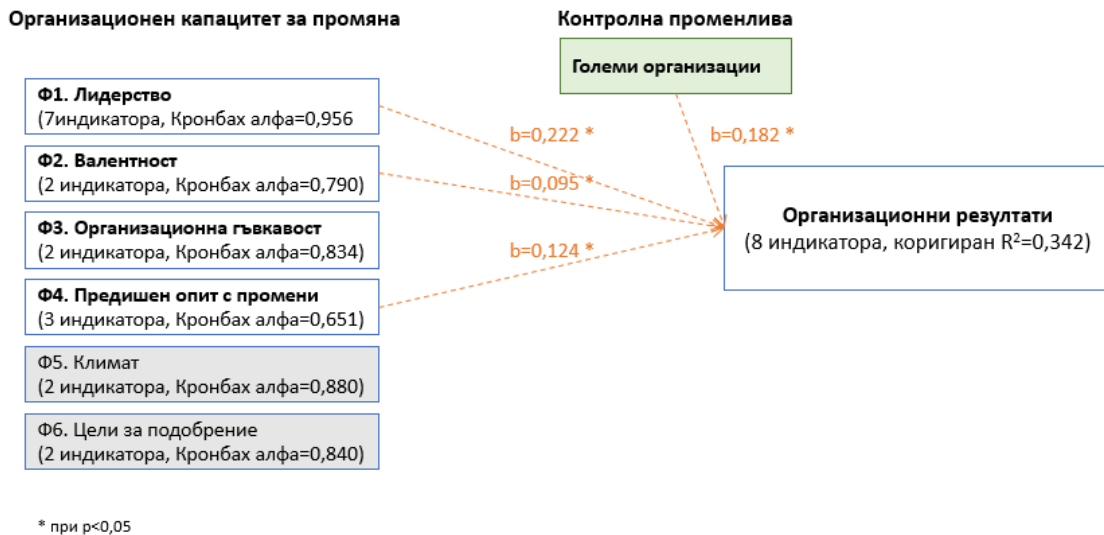 Организационен капацитет за промяна
Контролна променлива
Големи организации
Ф1. Лидерство
(7индикатора, Кронбах алфа=0,956
b=0,222 *
b=0,182 *
Ф2. Валентност
(2 индикатора, Кронбах алфа=0,790)
b=0,095 *
Ф3. Организационна гъвкавост
(2 индикатора, Кронбах алфа=0,834)
Организационни резултати
(8 индикатора, коригиран R²=0,342)
b=0,124 *
Ф4. Предишен опит с промени
(3 индикатора, Кронбах алфа=0,651)
Ф5. Климат
(2 индикатора, Кронбах алфа=0,880)
Ф6. Цели за подобрение
(2 индикатора, Кронбах алфа=0,840)
* при p<0,05